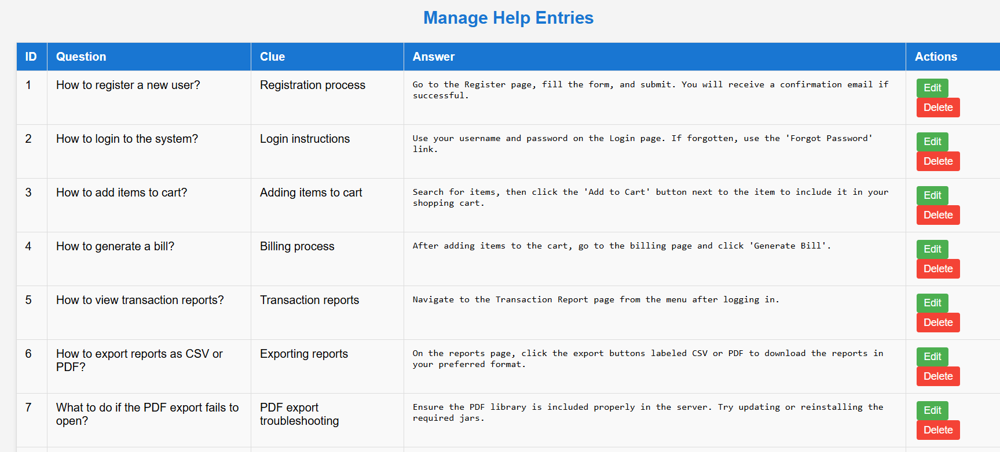 Manage Help Entries
ID Question Clue Answer Actions
1 How to register a new user? Registration process Go to the Register page, fill the form, and submit. You will receive a confirmation email if Edit
successful. Delete
2 How to login to the system? Login instructions Use your username and password on the Login page. If forgotten, use the 'Forgot Password' Edit
link. Delete
3 How to add items to cart? Adding items to cart Search for items, then click the 'Add to Cart' button next to the item to include it in your Edit
shopping cart. Delete
4 How to generate a bill? Billing process After adding items to the cart, go to the billing page and click 'Generate Bill'. Edit
Delete
5 How to view transaction reports? Transaction reports Navigate to the Transaction Report page from the menu after logging in. Edit
Delete
6 How to export reports as CSV or Exporting reports On the reports page, click the export buttons labeled CSV or PDF to download the reports in Edit
PDF? your preferred format. Delete
7 What to do if the PDF export fails to PDF export Ensure the PDF library is included properly in the server. Try updating or reinstalling the Edit
open? troubleshooting required jars. Delete